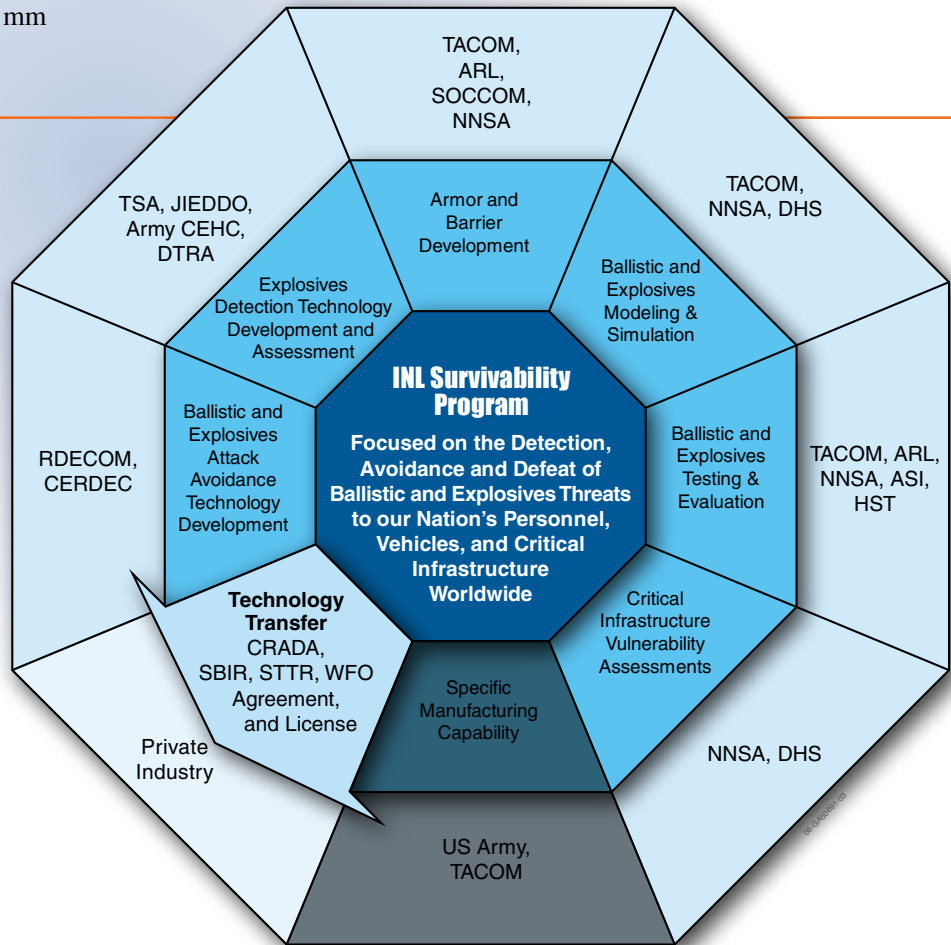 mm
TACOM,
ARL,
SOCCOM,
NNSA
TACOM,
NNSA, DHS
TSA, JIEDDO,
Army CEHC,
DTRA
Armor and
Barrier
Development
Explosives
Detection Technology
Development and
Assessment
Ballistic and
Explosives
Modeling &
Simulation
INL Survivability
Program
Focused on the Detection,
Avoidance and Defeat of
Ballistic and Explosives Threats
to our Nation's Personnel,
Vehicles, and Critical
Infrastructure
Worldwide
RDECOM,
CERDEC
Ballistic and
Explosives
Attack
Avoidance
Technology
Development
Ballistic and
Explosives
Testing &
Evaluation
TACOM, ARL,
NNSA, ASI,
HST
Technology
Transfer
CRADA,
SBIR, STTR, WFO
Agreement,
and License
Critical
Infrastructure
Vulnerability
Assessments
Specific
Manufacturing
Capability
Private
Industry
NNSA, DHS
US Army,
TACOM